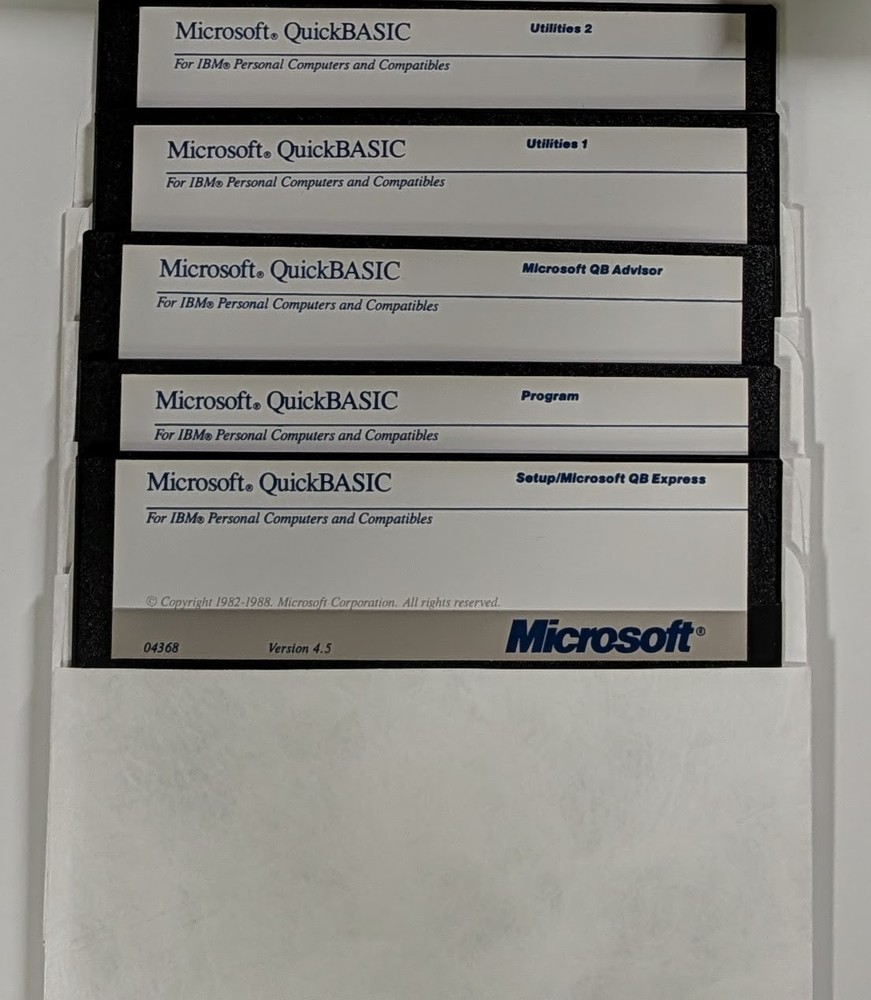 Microsoft® QuickBASIC Utilities 2
For IBM® Personal Computers and Compatibles
Microsoft® QuickBASIC Utilities 1
For IBM® Personal Computers and Compatibles
Microsoft® QuickBASIC Microsoft QB Advisor
For IBM® Personal Computers and Compatibles
Microsoft® QuickBASIC Program
For IBM® Personal Computers and Compatibles
Microsoft® QuickBASIC Setup/Microsoft QB Express
For IBM® Personal Computers and Compatibles
© Copyright 1982-1988. Microsoft Corporation. All rights reserved.
04368 Version 4.5 Microsoft®